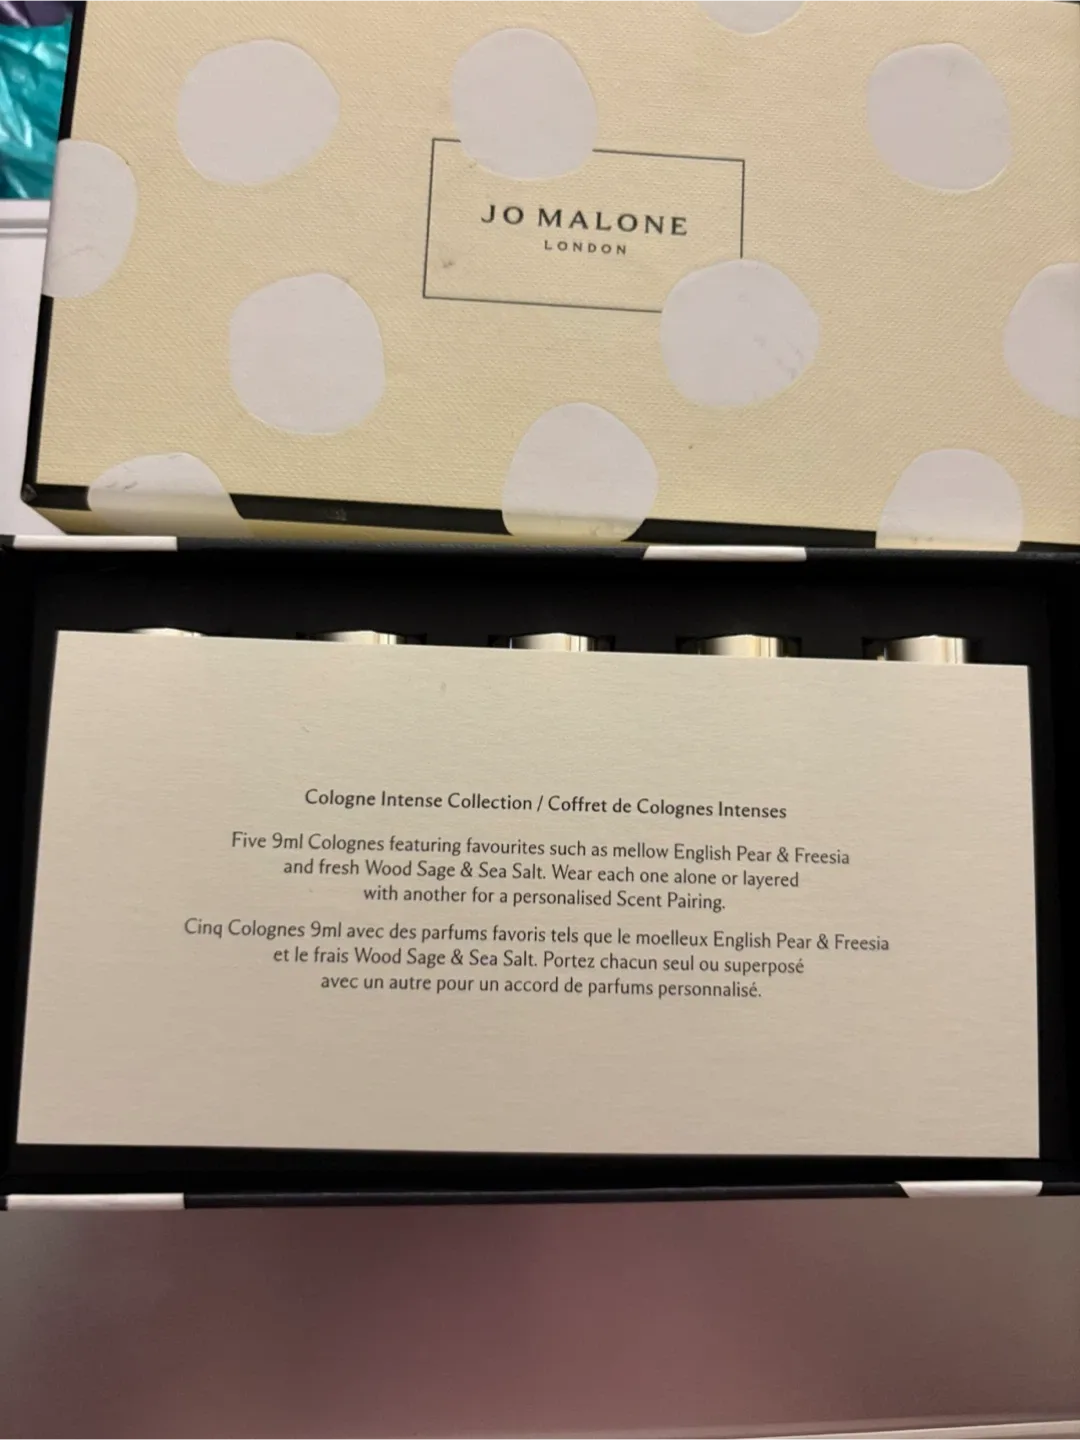 JO MALONE
LONDON
Cologne Intense Collection / Coffret de Colognes Intenses
Five 9ml Colognes featuring favourites such as mellow English Pear & Freesia
and fresh Wood Sage & Sea Salt. Wear each one alone or layered
with another for a personalised Scent Pairing.
Cinq Colognes 9ml avec des parfums favoris tels que le moelleux English Pear & Freesia
et le frais Wood Sage & Sea Salt. Portez chacun seul ou superposé
avec un autre pour un accord de parfums personnalisé.